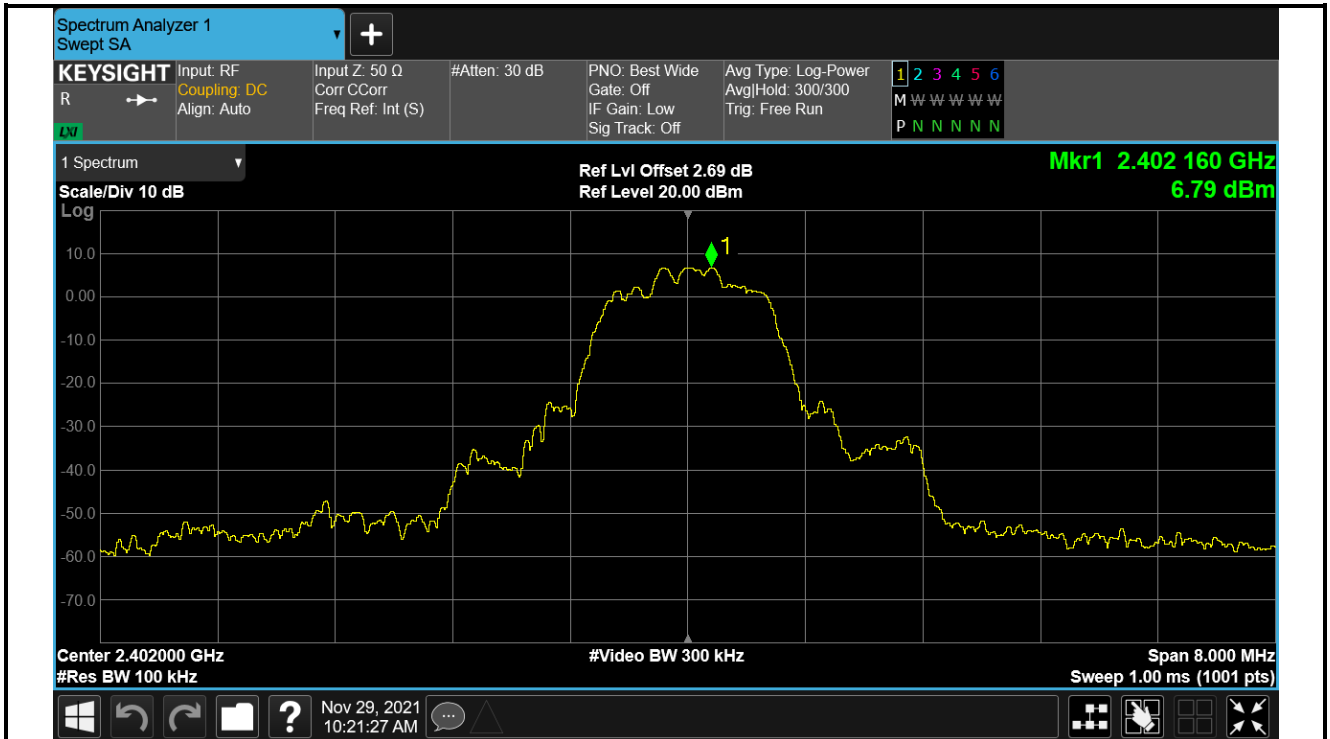 Spectrum Analyzer 1
Swept SA
+
KEYSIGHT
R
LXI
Input: RF
Coupling: DC
Align: Auto
Input Z: 50 Ω
Corr CCorr
Freq Ref: Int (S)
#Atten: 30 dB
PNO: Best Wide
Gate: Off
IF Gain: Low
Sig Track: Off
Avg Type: Log-Power
Avg|Hold: 300/300
Trig: Free Run
1 2 3 4 5 6
M W W W W W
P N N N N N
1 Spectrum
Scale/Div 10 dB
Log
Ref Lvl Offset 2.69 dB
Ref Level 20.00 dBm
Mkr1 2.402 160 GHz
6.79 dBm
1
10.0
0.00
-10.0
-20.0
-30.0
-40.0
-50.0
-60.0
-70.0
Center 2.402000 GHz
#Res BW 100 kHz
#Video BW 300 kHz
Span 8.000 MHz
Sweep 1.00 ms (1001 pts)
?
Nov 29, 2021
10:21:27 AM